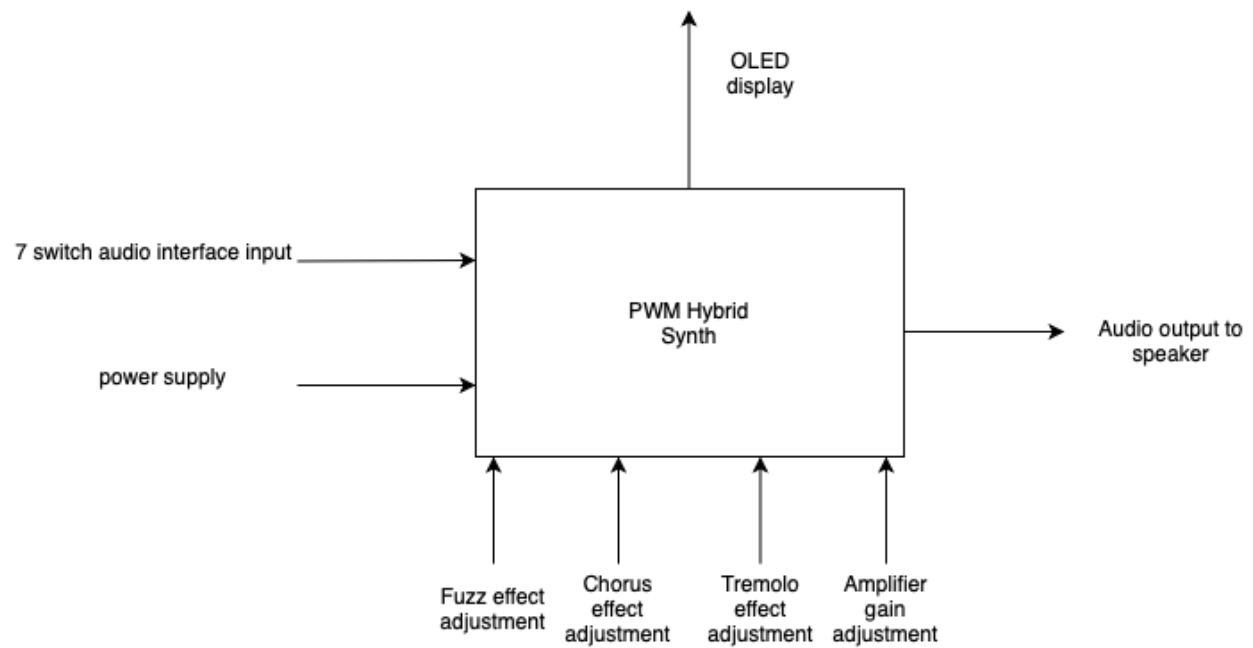 OLED
display
7 switch audio interface input
PWM Hybrid
Synth
Audio output to
speaker
power supply
Fuzz effect
adjustment
Chorus
effect
adjustment
Tremolo
effect
adjustment
Amplifier
gain
adjustment